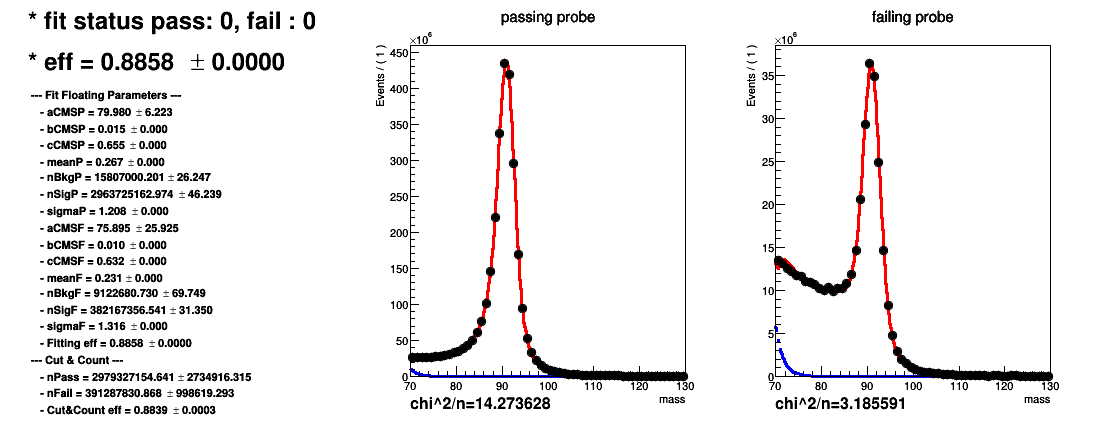 * fit status pass: 0, fail : 0
* eff = 0.8858 ± 0.0000
--- Fit Floating Parameters ---
- aCMSP = 79.980 ± 6.223
- bCMSP = 0.015 ± 0.000
- cCMSP = 0.655 ± 0.000
- meanP = 0.267 ± 0.000
- nBkgP = 15807000.201 ± 26.247
- nSigP = 2963725162.974 ± 46.239
- sigmaP = 1.208 ± 0.000
- aCMSF = 75.895 ± 25.925
- bCMSF = 0.010 ± 0.000
- cCMSF = 0.632 ± 0.000
- meanF = 0.231 ± 0.000
- nBkgF = 9122680.730 ± 69.749
- nSigF = 382167356.541 ± 31.350
- sigmaF = 1.316 ± 0.000
- Fitting eff = 0.8858 ± 0.0000
--- Cut & Count ---
- nPass = 2979327154.641 ± 2734916.315
- nFail = 391287830.868 ± 998619.293
- Cut&Count eff = 0.8839 ± 0.0003
passing probe
×10⁶
Events / ( 1 )
450
400
350
300
250
200
150
100
50
0
70 80 90 100 110 120 130
mass
chi^2/n=14.273628
failing probe
×10⁶
Events / ( 1 )
35
30
25
20
15
10
5
0
70 80 90 100 110 120 130
mass
chi^2/n=3.185591